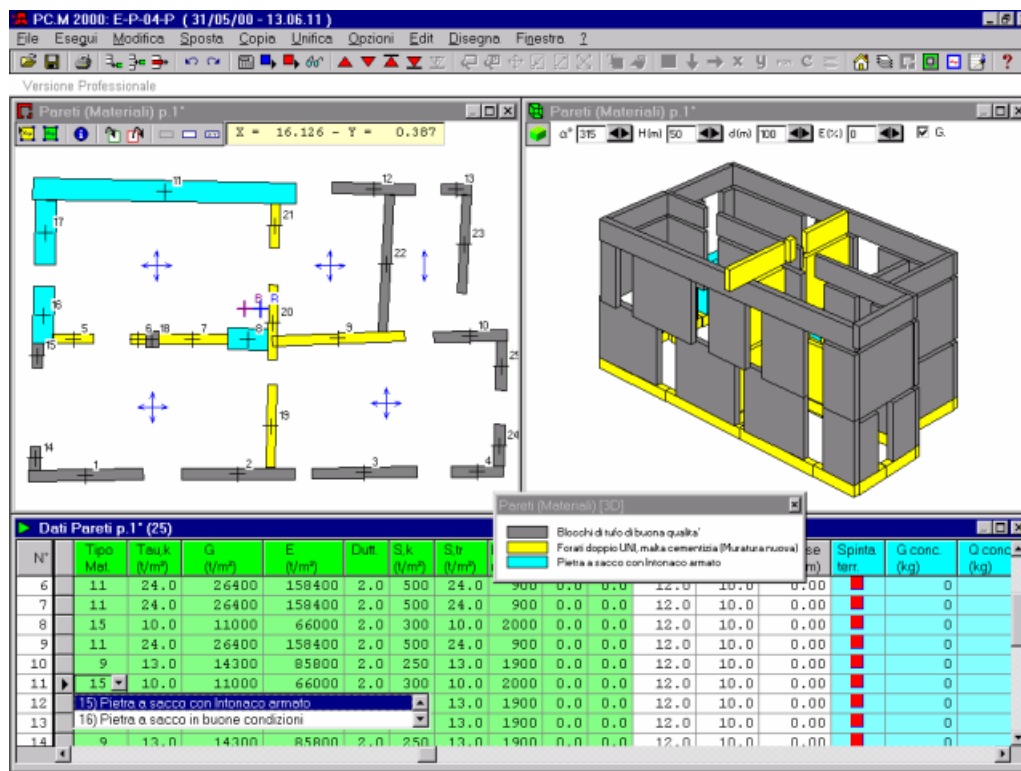 PC.M 2000: E-P-04-P ( 31/05/00 - 13.06.11 )
File Esegui Modifica Sposta Copia Unifica Opzioni Edit Disegno Finestra ?
x y C ?
Versione Professionale
Pareti (Materiali) p.1°
X = 16.126 - Y = 0.387
11 12 13
17 21 23
22
16 B R
5 6 18 7 8 20 9 10
15 25
19
14 24
1 2 3 4
Pareti (Materiali) p.1°
α° 315 H(m) 50 d(m) 100 E(%) 0 G.
Pareti (Materiali) [3D]
Blocchi di tufo di buona qualita'
Forati doppio UNI, malta cementizia (Muratura nuova)
Pietra a sacco con Intonaco armato
Dati Pareti p.1° (25)
N° Tipo Mat. Tau,k (t/m²) G (t/m²) E (t/m²) Dutt. S,k (t/m²) S,tr (t/m²) Spinta terr. Q conc. (kg)
6 11 24.0 26400 158400 2.0 500 24.0 900 0.0 0.0 12.0 10.0 0.00 0
7 11 24.0 26400 158400 2.0 500 24.0 900 0.0 0.0 12.0 10.0 0.00 0
8 15 10.0 11000 66000 2.0 300 10.0 2000 0.0 0.0 12.0 10.0 0.00 0
9 11 24.0 26400 158400 2.0 500 24.0 900 0.0 0.0 12.0 10.0 0.00 0
10 9 13.0 14300 85800 2.0 250 13.0 1900 0.0 0.0 12.0 10.0 0.00 0
11 15 10.0 11000 66000 2.0 300 10.0 2000 0.0 0.0 12.0 10.0 0.00 0
12 15) Pietra a sacco con Intonaco armato 13.0 1900 0.0 0.0 12.0 10.0 0.00 0
13 16) Pietra a sacco in buone condizioni 13.0 1900 0.0 0.0 12.0 10.0 0.00 0
14 9 13.0 14300 85800 2.0 250 13.0 1900 0.0 0.0 12.0 10.0 0.00 0